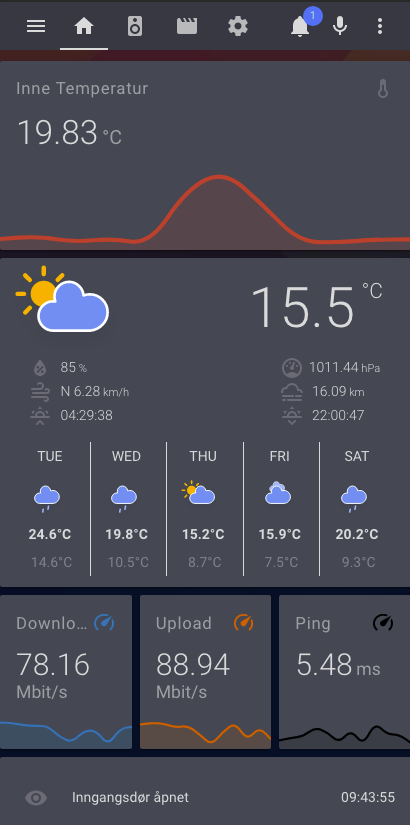 1
Inne Temperatur
19.83 °C
15.5 °C
85 % 1011.44 hPa
N 6.28 km/h 16.09 km
04:29:38 22:00:47
TUE WED THU FRI SAT
24.6°C 19.8°C 15.2°C 15.9°C 20.2°C
14.6°C 10.5°C 8.7°C 7.5°C 9.3°C
Downlo... Upload Ping
78.16 88.94 5.48 ms
Mbit/s Mbit/s
Inngangsdør åpnet 09:43:55